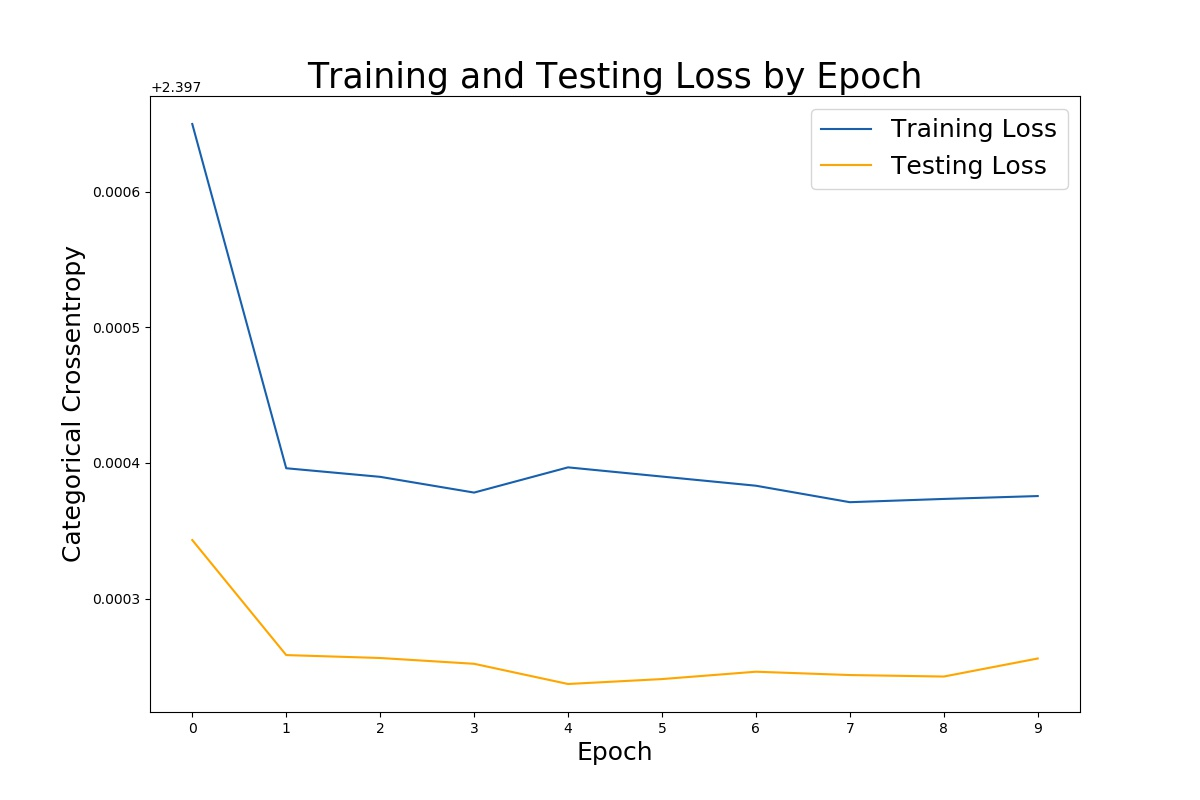 Training and Testing Loss by Epoch
+2.397
Training Loss
Testing Loss
0.0006
0.0005
0.0004
0.0003
Categorical Crossentropy
0 1 2 3 4 5 6 7 8 9
Epoch